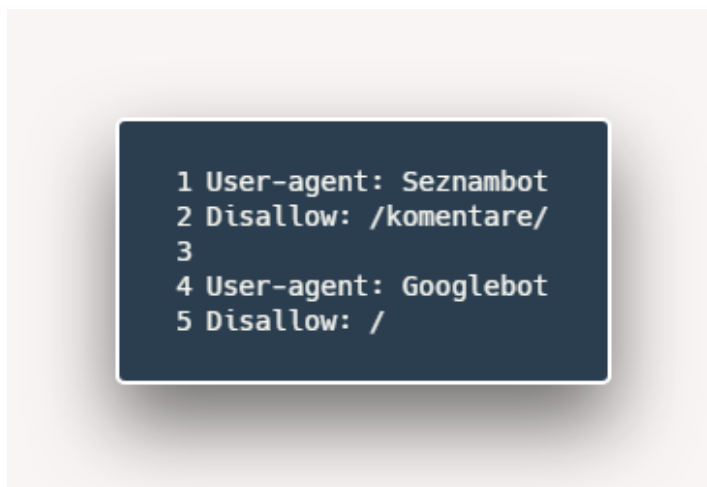 1 User-agent: Seznambot
2 Disallow: /komentare/
3
4 User-agent: Googlebot
5 Disallow: /